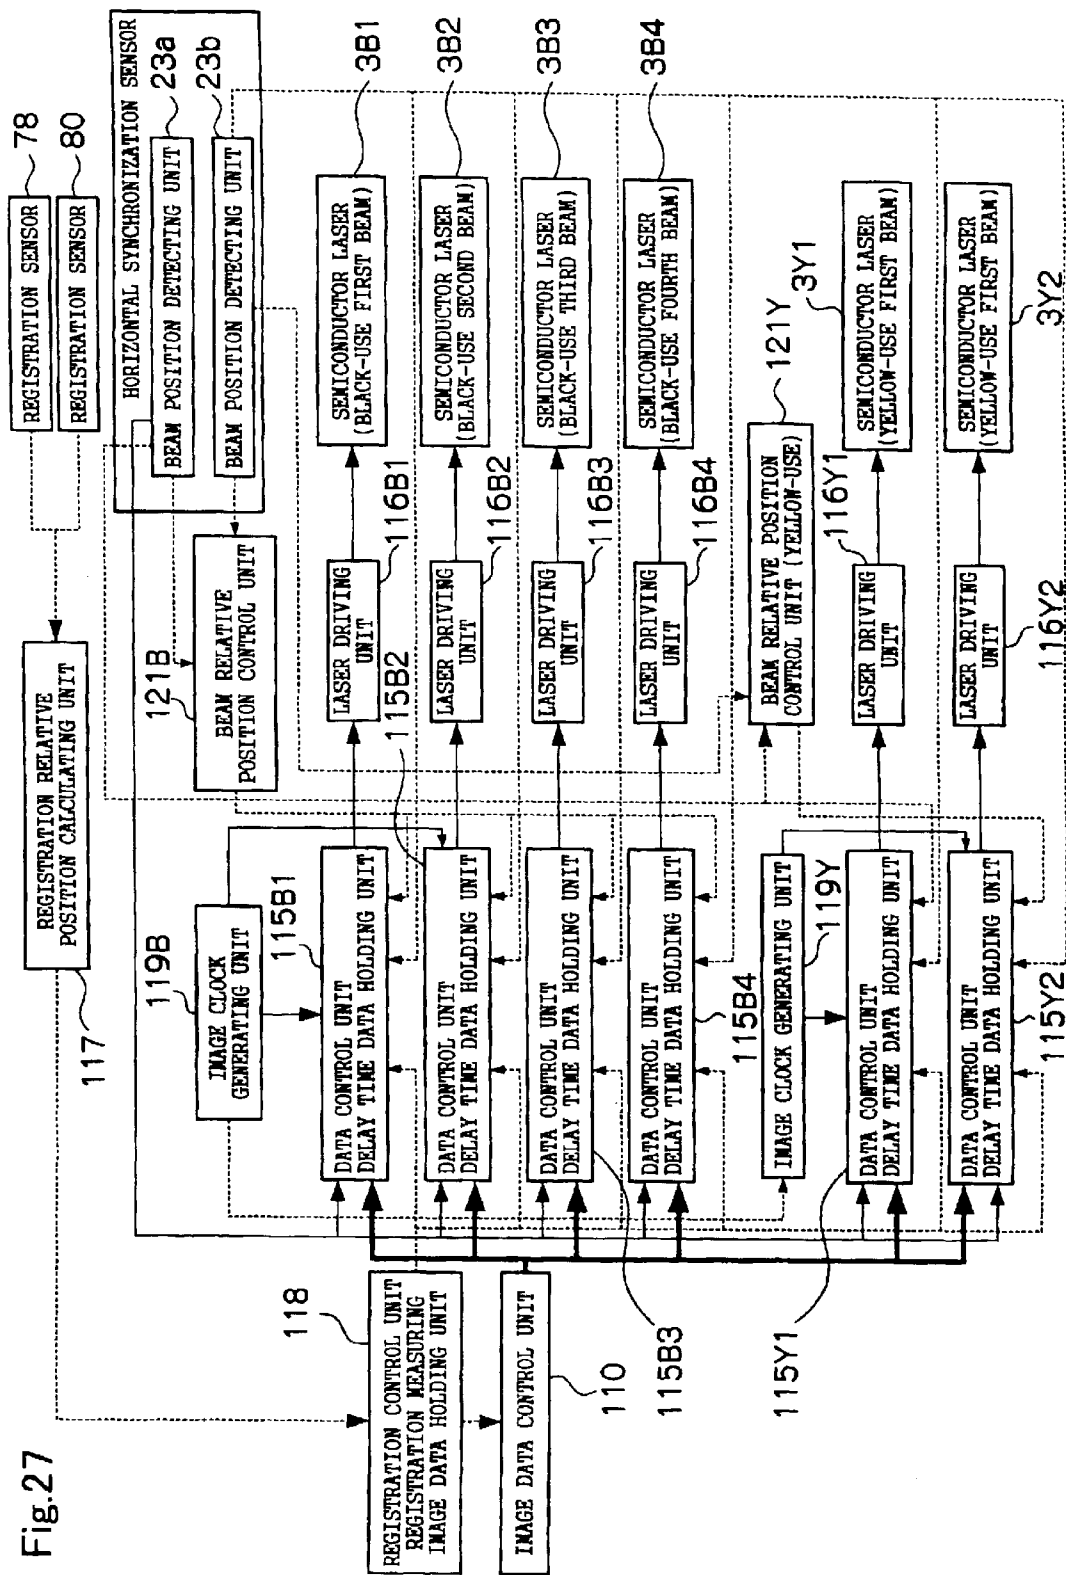 Fig.27
REGISTRATION SENSOR
78
REGISTRATION SENSOR
80
HORIZONTAL SYNCHRONIZATION SENSOR
BEAM POSITION DETECTING UNIT
23a
BEAM POSITION DETECTING UNIT
23b
REGISTRATION RELATIVE
POSITION CALCULATING UNIT
117
121B
BEAM RELATIVE
POSITION CONTROL UNIT
119B
IMAGE CLOCK
GENERATING UNIT
118
REGISTRATION CONTROL UNIT
REGISTRATION MEASURING
IMAGE DATA HOLDING UNIT
IMAGE DATA CONTROL UNIT
110
115B1
DATA CONTROL UNIT
DELAY TIME DATA HOLDING UNIT
LASER DRIVING
UNIT
116B1
SEMICONDUCTOR LASER
(BLACK-USE FIRST BEAM)
3B1
115B2
DATA CONTROL UNIT
DELAY TIME DATA HOLDING UNIT
LASER DRIVING
UNIT
116B2
SEMICONDUCTOR LASER
(BLACK-USE SECOND BEAM)
3B2
DATA CONTROL UNIT
DELAY TIME DATA HOLDING UNIT
115B3
LASER DRIVING
UNIT
116B3
SEMICONDUCTOR LASER
(BLACK-USE THIRD BEAM)
3B3
DATA CONTROL UNIT
DELAY TIME DATA HOLDING UNIT
115B4
LASER DRIVING
UNIT
116B4
SEMICONDUCTOR LASER
(BLACK-USE FOURTH BEAM)
3B4
IMAGE CLOCK GENERATING UNIT
119Y
BEAM RELATIVE POSITION
CONTROL UNIT (YELLOW-USE)
121Y
115Y1
DATA CONTROL UNIT
DELAY TIME DATA HOLDING UNIT
LASER DRIVING
UNIT
116Y1
SEMICONDUCTOR LASER
(YELLOW-USE FIRST BEAM)
3Y1
DATA CONTROL UNIT
DELAY TIME DATA HOLDING UNIT
115Y2
LASER DRIVING
UNIT
116Y2
SEMICONDUCTOR LASER
(YELLOW-USE FIRST BEAM)
3Y2